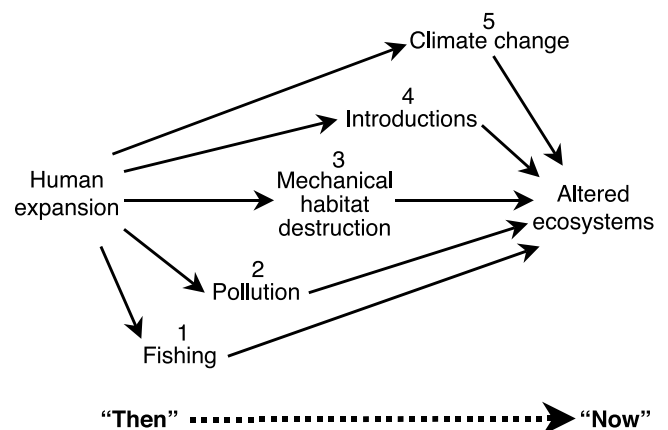 5
Climate change
4
Introductions
3
Mechanical
habitat
destruction
Human
expansion
Altered
ecosystems
2
Pollution
1
Fishing
“Then” “Now”